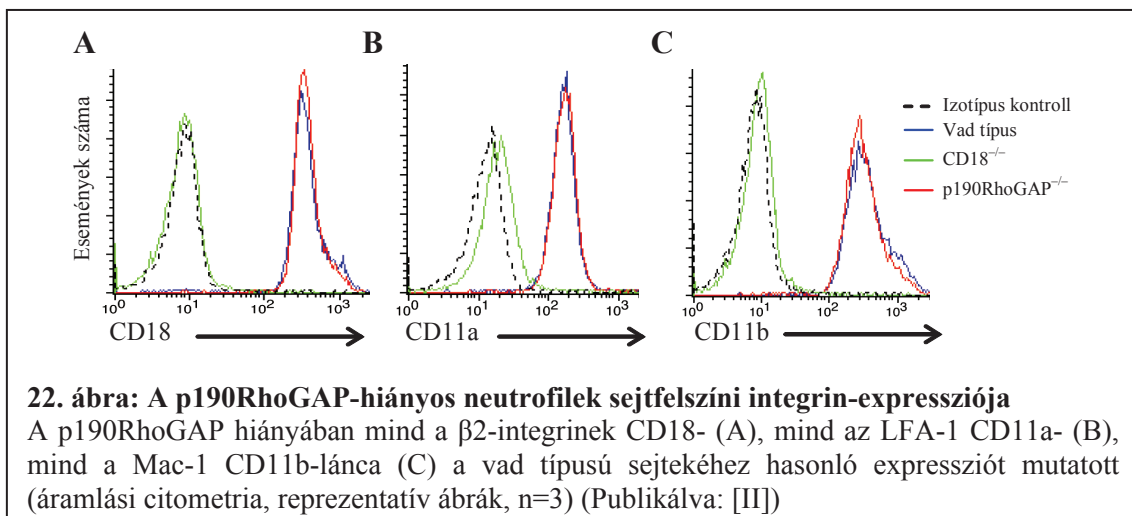 A
B
C
Események száma
10⁰ 10¹ 10² 10³
10⁰ 10¹ 10² 10³
10⁰ 10¹ 10² 10³
CD18
CD11a
CD11b
Izotípus kontroll
Vad típus
CD18⁻/⁻
p190RhoGAP⁻/⁻
22. ábra: A p190RhoGAP-hiányos neutrofilek sejtfelszíni integrin-expressziója
A p190RhoGAP hiányában mind a β2-integrinek CD18- (A), mind az LFA-1 CD11a- (B),
mind a Mac-1 CD11b-lánca (C) a vad típusú sejtekéhez hasonló expressziót mutatott
(áramlási citometria, reprezentatív ábrák, n=3) (Publikálva: [II])